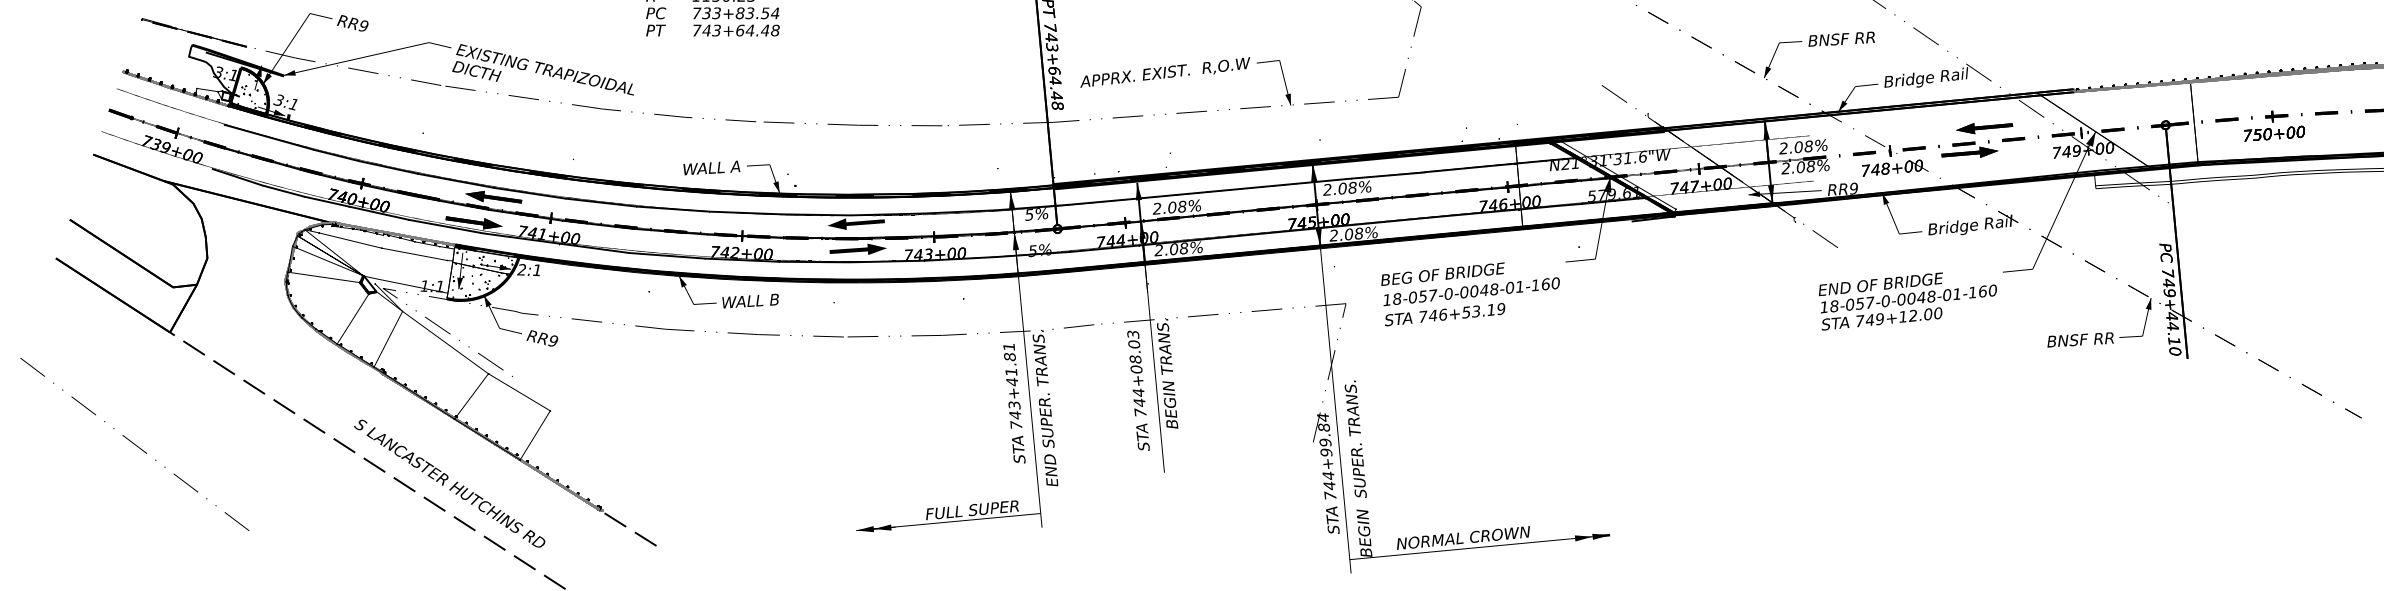 PC 733+83.54
PT 743+64.48
RR9
EXISTING TRAPIZOIDAL
DICTH
3:1
3:1
PT 743+64.48
APPRX. EXIST. R,O.W
BNSF RR
Bridge Rail
739+00
740+00
741+00
742+00
743+00
744+00
745+00
746+00
747+00
748+00
749+00
750+00
WALL A
WALL B
5%
5%
2.08%
2.08%
2.08%
2.08%
2.08%
2.08%
N21°31'31.6"W
579.61
RR9
Bridge Rail
2:1
1:1
RR9
BEG OF BRIDGE
18-057-0-0048-01-160
STA 746+53.19
END OF BRIDGE
18-057-0-0048-01-160
STA 749+12.00
BNSF RR
PC 749+44.10
STA 743+41.81
END SUPER. TRANS.
STA 744+08.03
BEGIN TRANS.
STA 744+99.84
BEGIN SUPER. TRANS.
S LANCASTER HUTCHINS RD
FULL SUPER
NORMAL CROWN